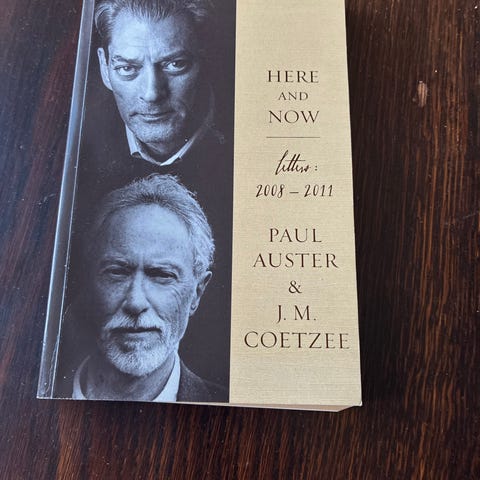 HERE
AND
NOW
letters:
2008 – 2011
PAUL
AUSTER
&
J. M.
COETZEE